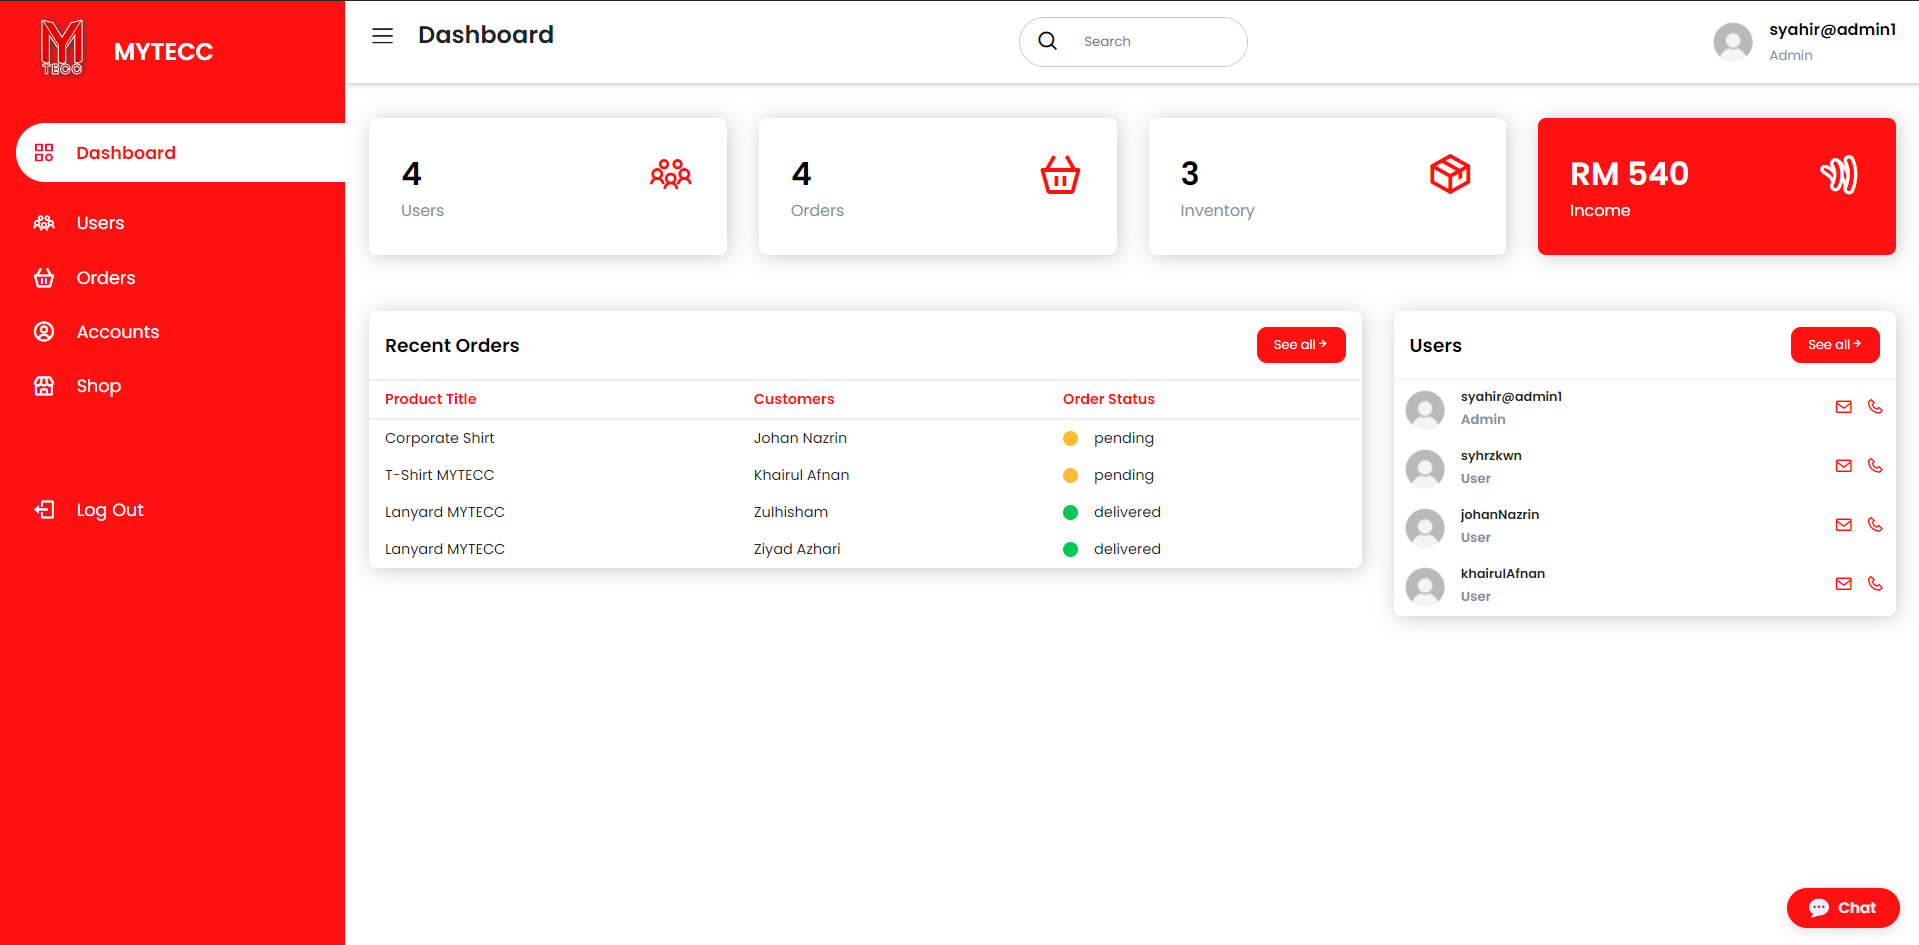 TECC
MYTECC
Dashboard
Users
Orders
Accounts
Shop
Log Out
Dashboard
Search
syahir@admin1
Admin
4
Users
4
Orders
3
Inventory
RM 540
Income
Recent Orders
See all
Product Title Customers Order Status
Corporate Shirt Johan Nazrin pending
T-Shirt MYTECC Khairul Afnan pending
Lanyard MYTECC Zulhisham delivered
Lanyard MYTECC Ziyad Azhari delivered
Users
See all
syahir@admin1
Admin
syhrzkwn
User
johanNazrin
User
khairulAfnan
User
Chat